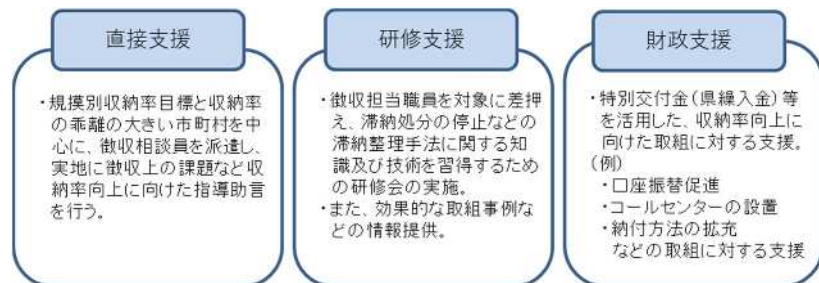 直接支援
・規模別収納率目標と収納率
の乖離の大きい市町村を中
心に、徴収相談員を派遣し、
実地に徴収上の課題など収
納率向上に向けた指導助言
を行う。
研修支援
・徴収担当職員を対象に差押
え、滞納処分の停止などの
滞納整理手法に関する知
識及び技術を習得するため
の研修会の実施。
・また、効果的な取組事例な
どの情報提供。
財政支援
・特別交付金(県繰入金)等
を活用した、収納率向上に
向けた取組に対する支援。
(例)
・口座振替促進
・コールセンターの設置
・納付方法の拡充
などの取組に対する支援